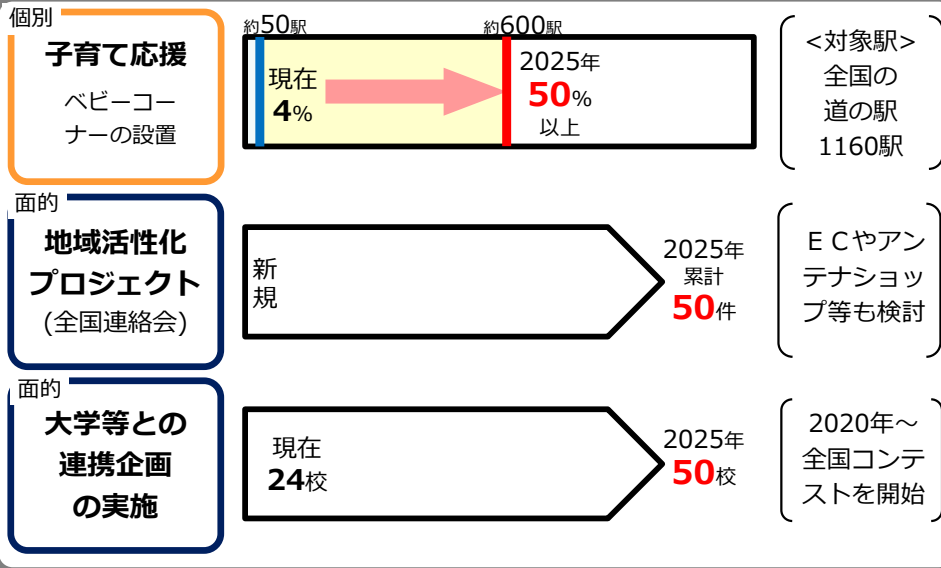 個別
子育て応援
ベビーコー
ナーの設置
約50駅
約600駅
現在
4%
2025年
50%
以上
<対象駅>
全国の
道の駅
1160駅
面的
地域活性化
プロジェクト
(全国連絡会)
新
規
2025年
累計
50件
ＥＣやアン
テナショッ
プ等も検討
面的
大学等との
連携企画
の実施
現在
24校
2025年
50校
2020年～
全国コンテ
ストを開始